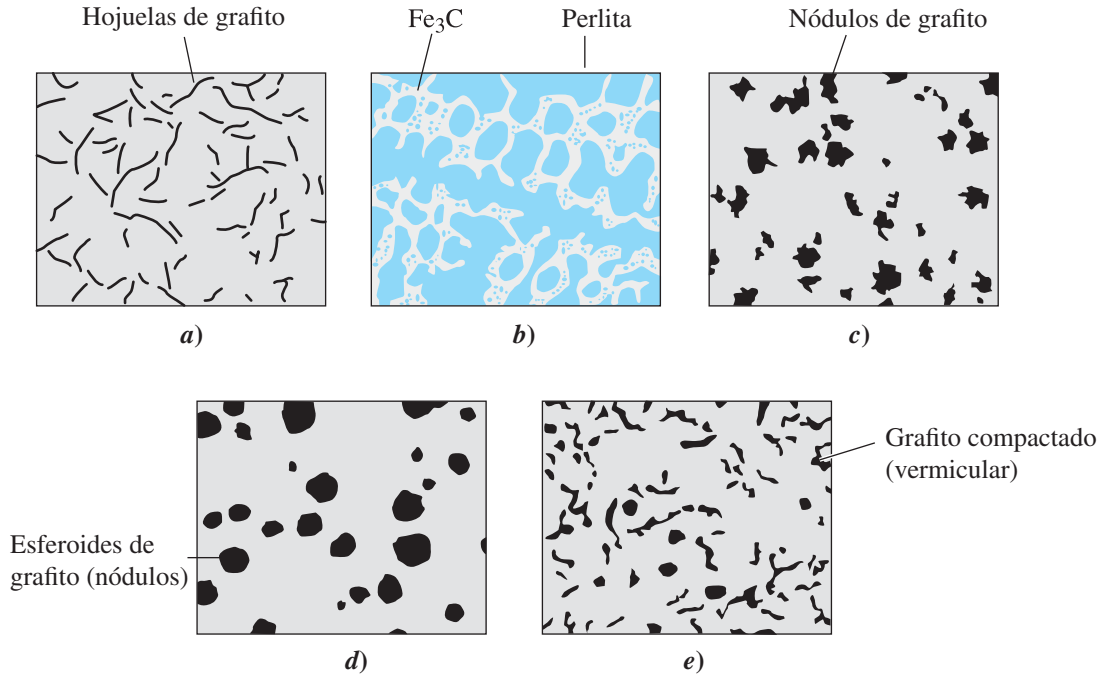 Hojuelas de grafito
Fe₃C
Perlita
Nódulos de grafito
a)
b)
c)
Esferoides de
grafito (nódulos)
Grafito compactado
(vermicular)
d)
e)